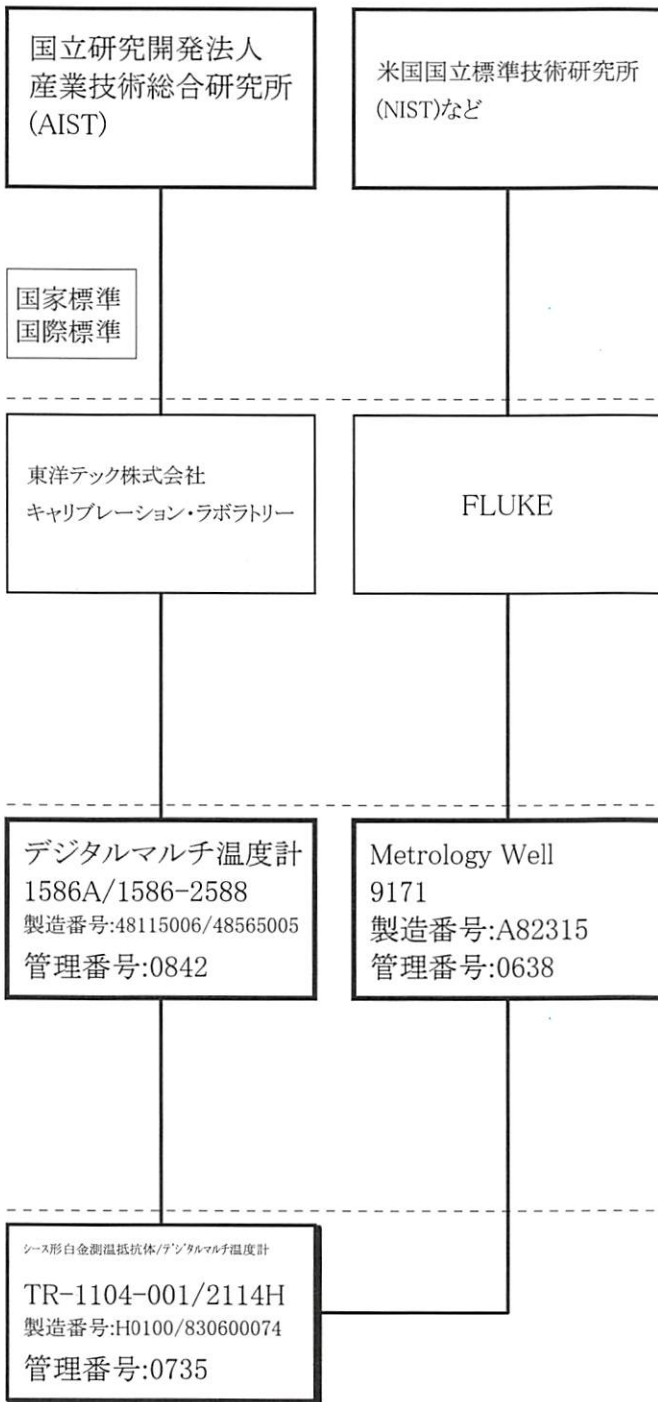 国立研究開発法人
産業技術総合研究所
(AIST)
米国国立標準技術研究所
(NIST)など
国家標準
国際標準
東洋テック株式会社
キャリブレーション・ラボラトリー
FLUKE
デジタルマルチ温度計
1586A/1586-2588
製造番号:48115006/48565005
管理番号:0842
Metrology Well
9171
製造番号:A82315
管理番号:0638
シース形白金測温抵抗体/デジタルマルチ温度計
TR-1104-001/2114H
製造番号:H0100/830600074
管理番号:0735